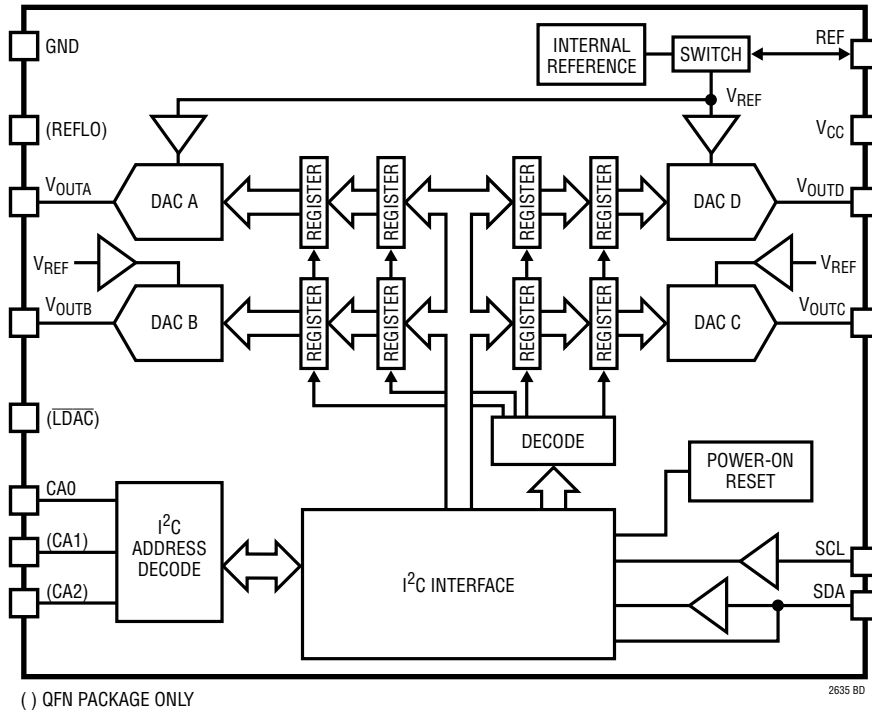 GND
INTERNAL
REFERENCE
SWITCH
REF
VREF
(REFLO)
VCC
VOUTA
DAC A
REGISTER
REGISTER
REGISTER
REGISTER
DAC D
VOUTD
VREF
VREF
VOUTB
DAC B
REGISTER
REGISTER
REGISTER
REGISTER
DAC C
VOUTC
(LDAC)
DECODE
POWER-ON
RESET
CA0
(CA1)
(CA2)
I2C
ADDRESS
DECODE
I2C INTERFACE
SCL
SDA
( ) QFN PACKAGE ONLY
2635 BD